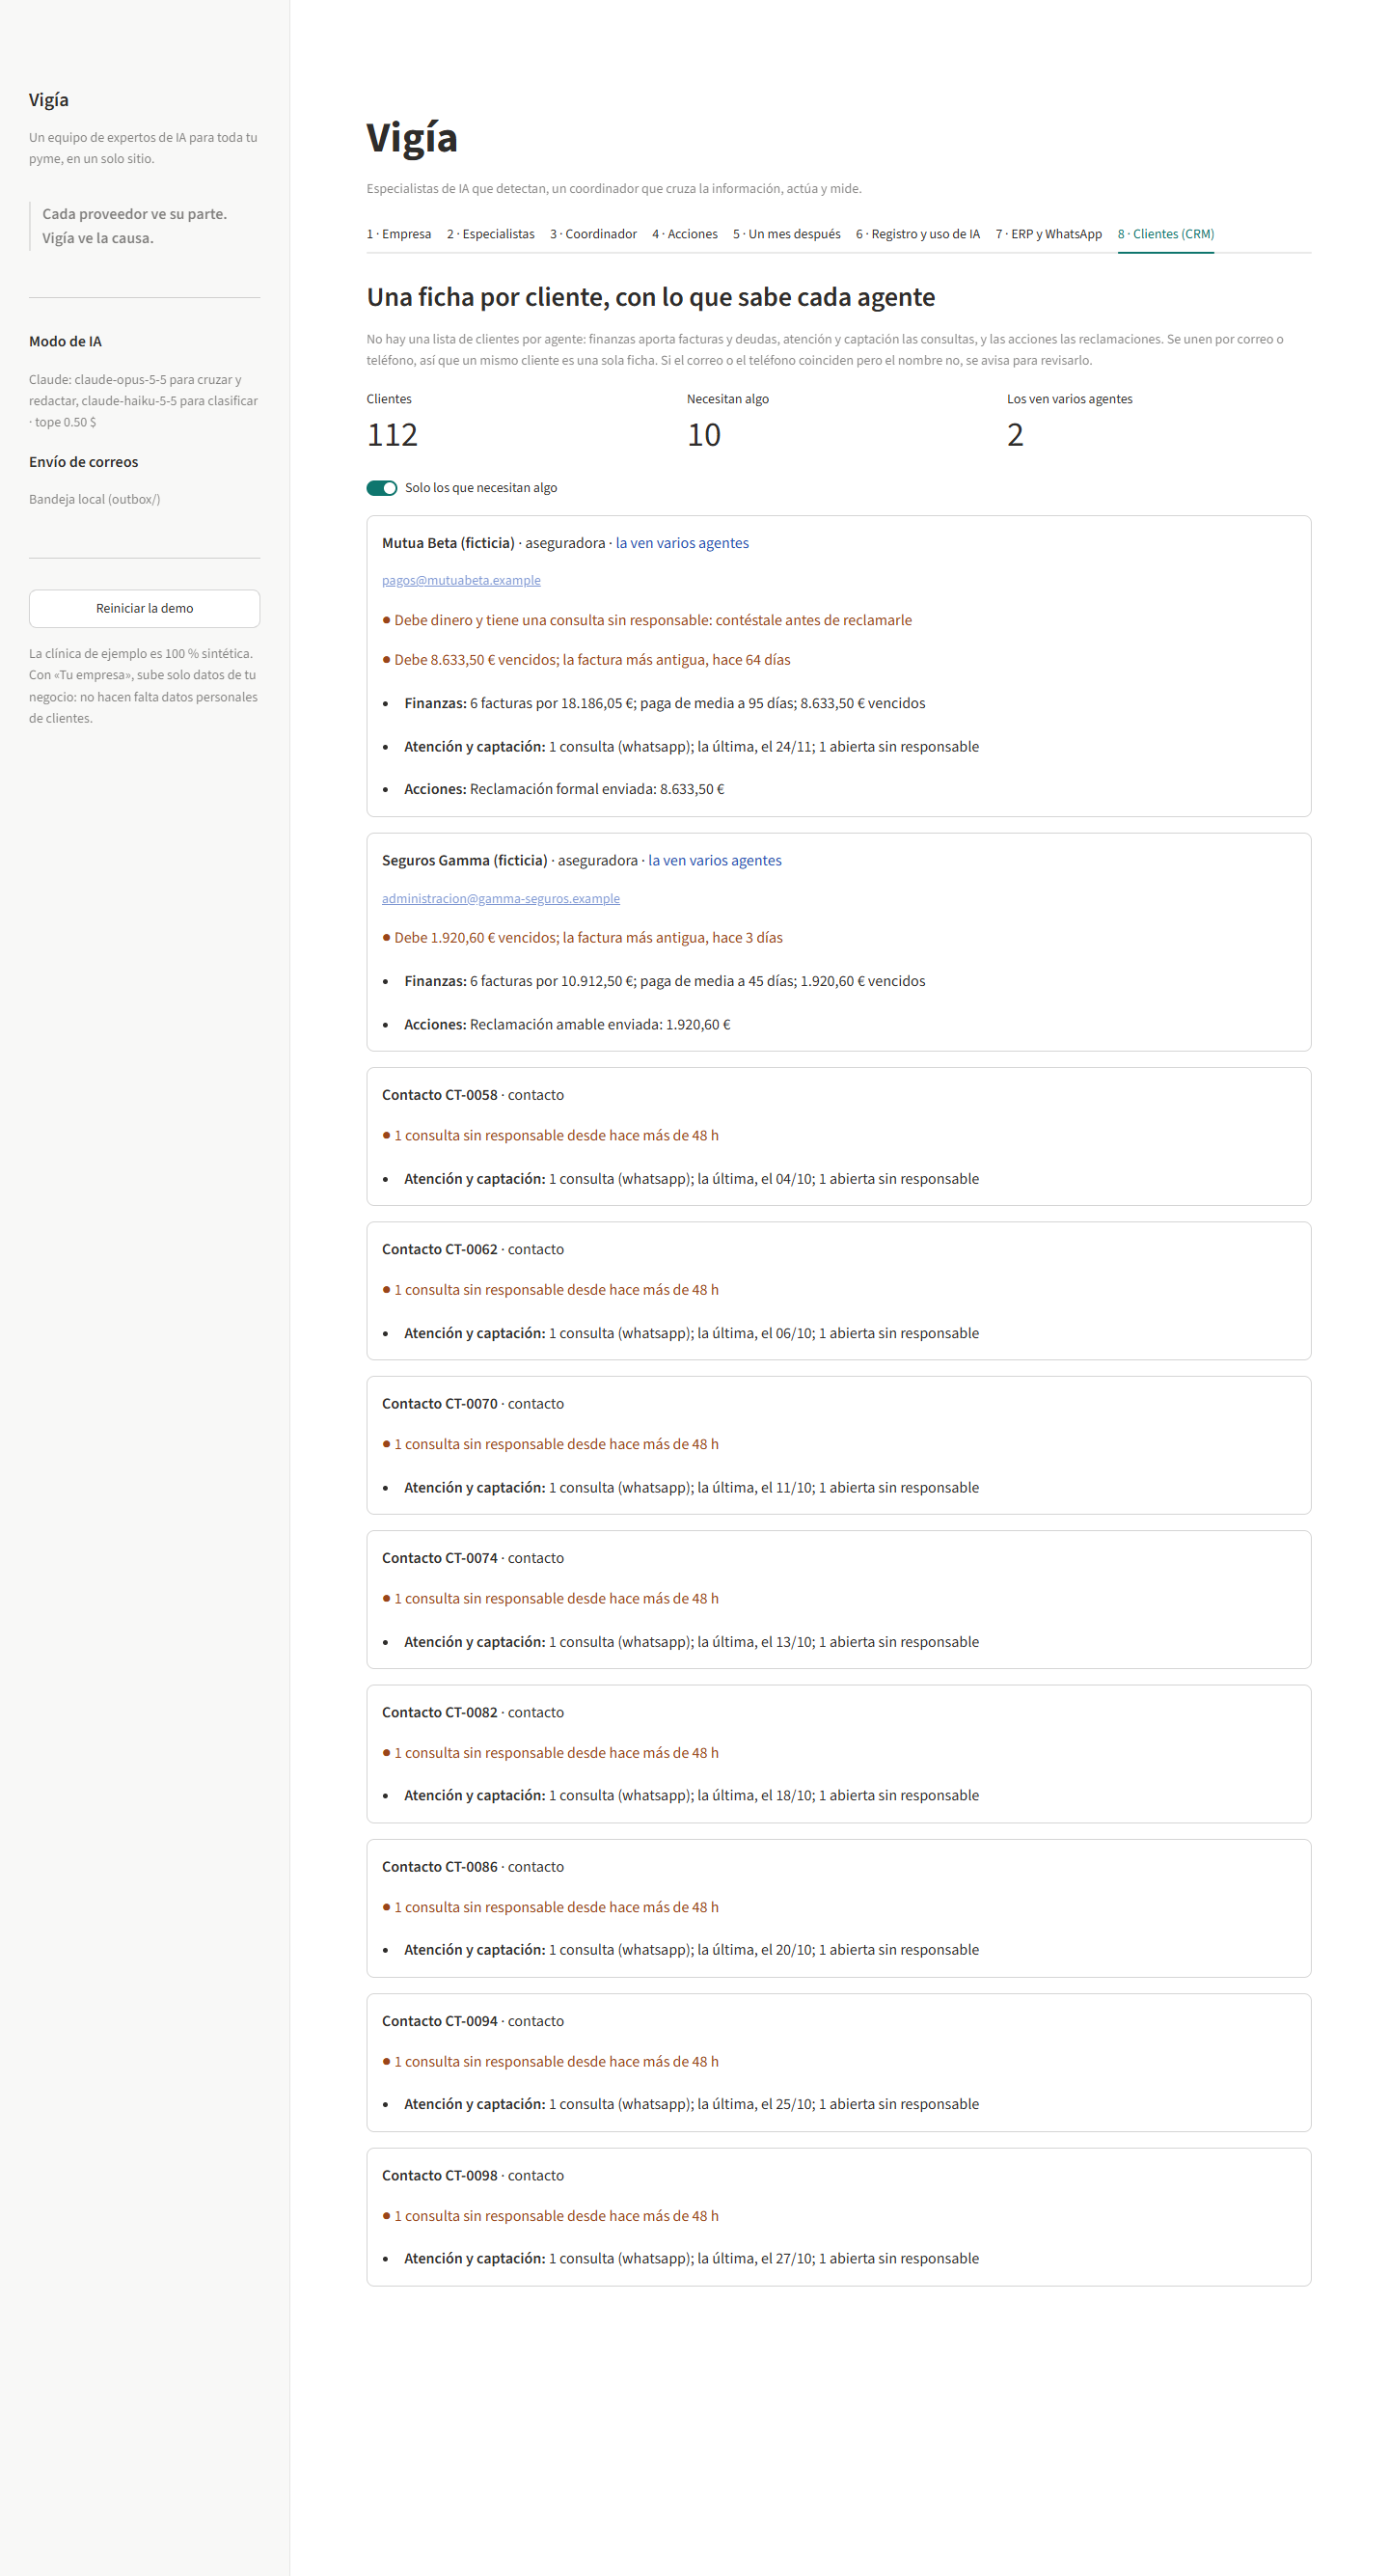 Vigía
Un equipo de expertos de IA para toda tu
pyme, en un solo sitio.
Cada proveedor ve su parte.
Vigía ve la causa.
Modo de IA
Claude: claude-opus-5-5 para cruzar y
redactar, claude-haiku-5-5 para clasificar
· tope 0.50 $
Envío de correos
Bandeja local (outbox/)
Reiniciar la demo
La clínica de ejemplo es 100 % sintética.
Con «Tu empresa», sube solo datos de tu
negocio: no hacen falta datos personales
de clientes.
Vigía
Especialistas de IA que detectan, un coordinador que cruza la información, actúa y mide.
1 · Empresa 2 · Especialistas 3 · Coordinador 4 · Acciones 5 · Un mes después 6 · Registro y uso de IA 7 · ERP y WhatsApp 8 · Clientes (CRM)
Una ficha por cliente, con lo que sabe cada agente
No hay una lista de clientes por agente: finanzas aporta facturas y deudas, atención y captación las consultas, y las acciones las reclamaciones. Se unen por correo o
teléfono, así que un mismo cliente es una sola ficha. Si el correo o el teléfono coinciden pero el nombre no, se avisa para revisarlo.
Clientes Necesitan algo Los ven varios agentes
112 10 2
Solo los que necesitan algo
Mutua Beta (ficticia) · aseguradora · la ven varios agentes
pagos@mutuabeta.example
● Debe dinero y tiene una consulta sin responsable: contéstale antes de reclamarle
● Debe 8.633,50 € vencidos; la factura más antigua, hace 64 días
• Finanzas: 6 facturas por 18.186,05 €; paga de media a 95 días; 8.633,50 € vencidos
• Atención y captación: 1 consulta (whatsapp); la última, el 24/11; 1 abierta sin responsable
• Acciones: Reclamación formal enviada: 8.633,50 €
Seguros Gamma (ficticia) · aseguradora · la ven varios agentes
administracion@gamma-seguros.example
● Debe 1.920,60 € vencidos; la factura más antigua, hace 3 días
• Finanzas: 6 facturas por 10.912,50 €; paga de media a 45 días; 1.920,60 € vencidos
• Acciones: Reclamación amable enviada: 1.920,60 €
Contacto CT-0058 · contacto
● 1 consulta sin responsable desde hace más de 48 h
• Atención y captación: 1 consulta (whatsapp); la última, el 04/10; 1 abierta sin responsable
Contacto CT-0062 · contacto
● 1 consulta sin responsable desde hace más de 48 h
• Atención y captación: 1 consulta (whatsapp); la última, el 06/10; 1 abierta sin responsable
Contacto CT-0070 · contacto
● 1 consulta sin responsable desde hace más de 48 h
• Atención y captación: 1 consulta (whatsapp); la última, el 11/10; 1 abierta sin responsable
Contacto CT-0074 · contacto
● 1 consulta sin responsable desde hace más de 48 h
• Atención y captación: 1 consulta (whatsapp); la última, el 13/10; 1 abierta sin responsable
Contacto CT-0082 · contacto
● 1 consulta sin responsable desde hace más de 48 h
• Atención y captación: 1 consulta (whatsapp); la última, el 18/10; 1 abierta sin responsable
Contacto CT-0086 · contacto
● 1 consulta sin responsable desde hace más de 48 h
• Atención y captación: 1 consulta (whatsapp); la última, el 20/10; 1 abierta sin responsable
Contacto CT-0094 · contacto
● 1 consulta sin responsable desde hace más de 48 h
• Atención y captación: 1 consulta (whatsapp); la última, el 25/10; 1 abierta sin responsable
Contacto CT-0098 · contacto
● 1 consulta sin responsable desde hace más de 48 h
• Atención y captación: 1 consulta (whatsapp); la última, el 27/10; 1 abierta sin responsable